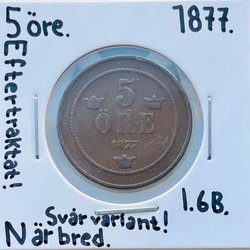 5 öre.
1877.
Eftertraktat!
5
ÖRE
1877
1.6B.
Svår variant!
När bred.